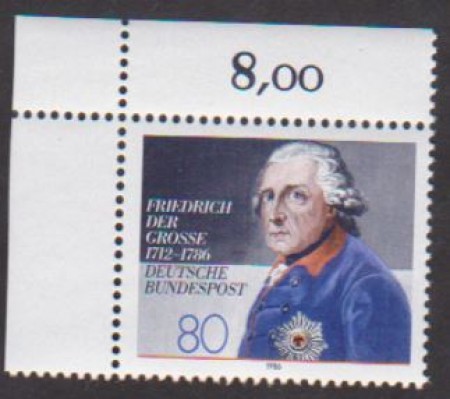 8,00
FRIEDRICH
DER
GROSSE
1712–1786
DEUTSCHE
BUNDESPOST
80
1986